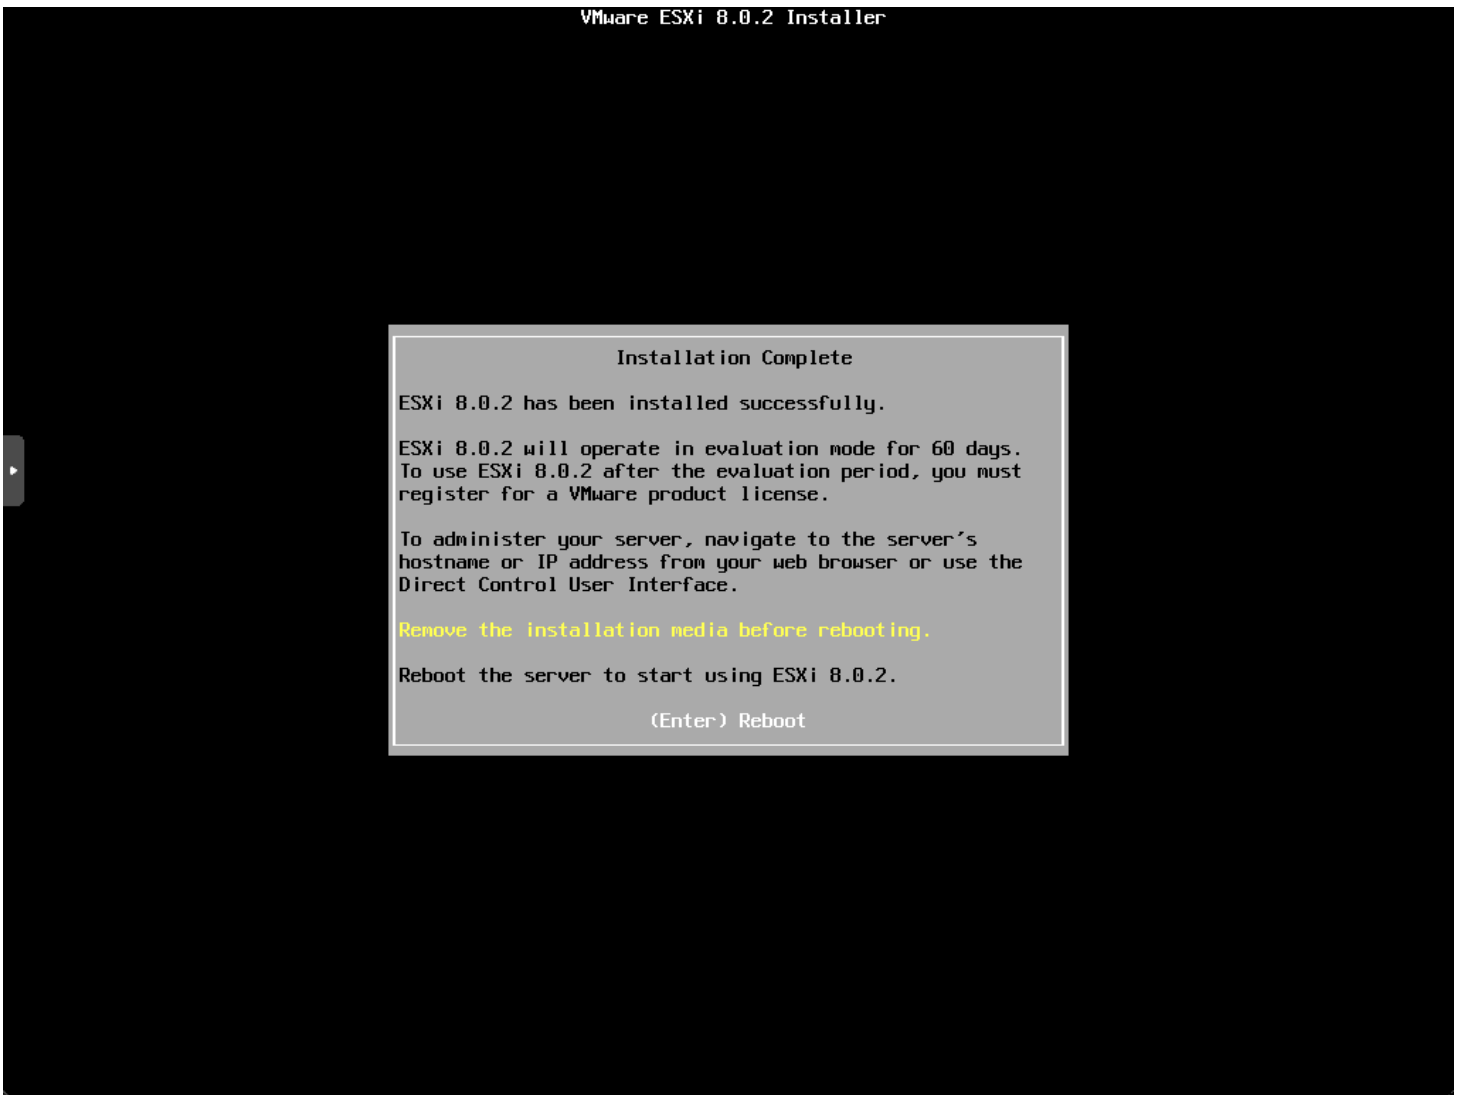 VMware ESXi 8.0.2 Installer
Installation Complete
ESXi 8.0.2 has been installed successfully.
ESXi 8.0.2 will operate in evaluation mode for 60 days.
To use ESXi 8.0.2 after the evaluation period, you must
register for a VMware product license.
To administer your server, navigate to the server's
hostname or IP address from your web browser or use the
Direct Control User Interface.
Remove the installation media before rebooting.
Reboot the server to start using ESXi 8.0.2.
(Enter) Reboot